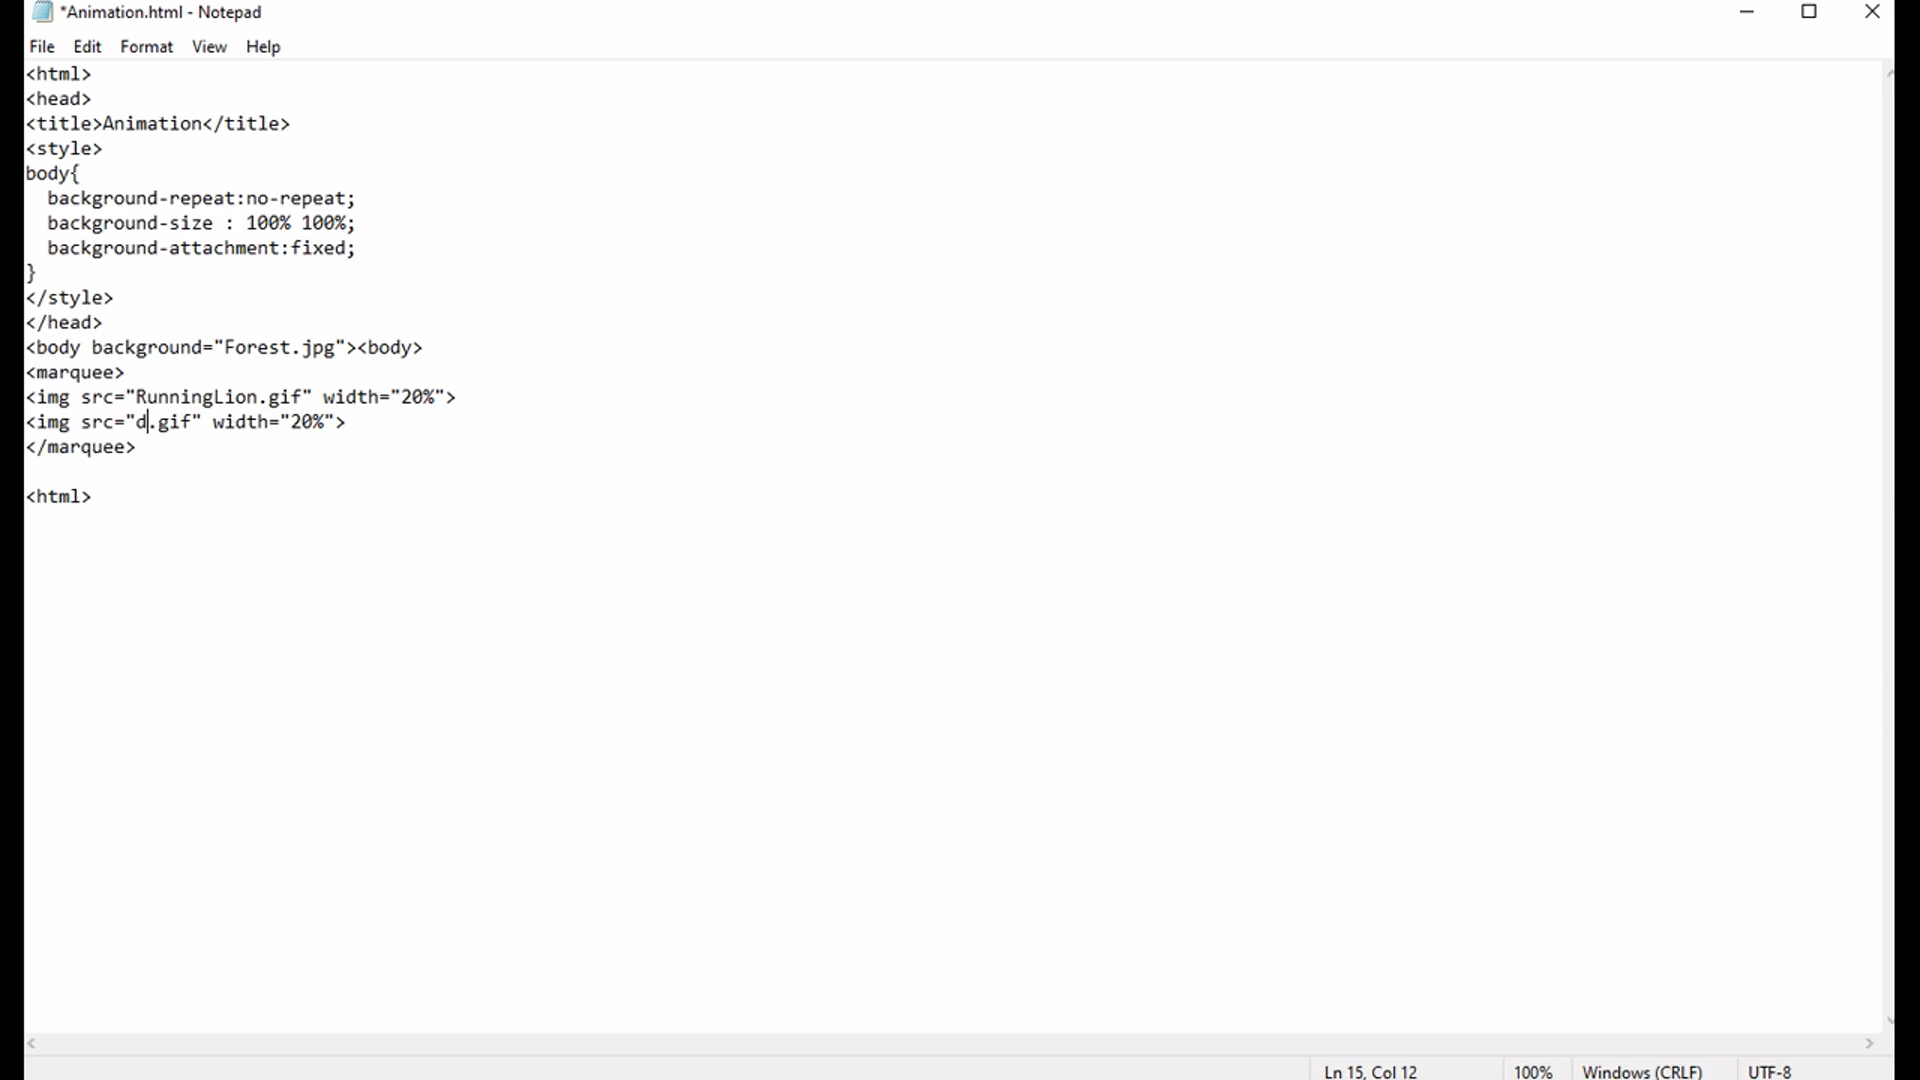 *Animation.html - Notepad
File Edit Format View Help
<html>
<head>
<title>Animation</title>
<style>
body{
  background-repeat:no-repeat;
  background-size : 100% 100%;
  background-attachment:fixed;
}
</style>
</head>
<body background="Forest.jpg"><body>
<marquee>
<img src="RunningLion.gif" width="20%">
<img src="d.gif" width="20%">
</marquee>
<html>
Ln 15, Col 12 100% Windows (CRLF) UTF-8